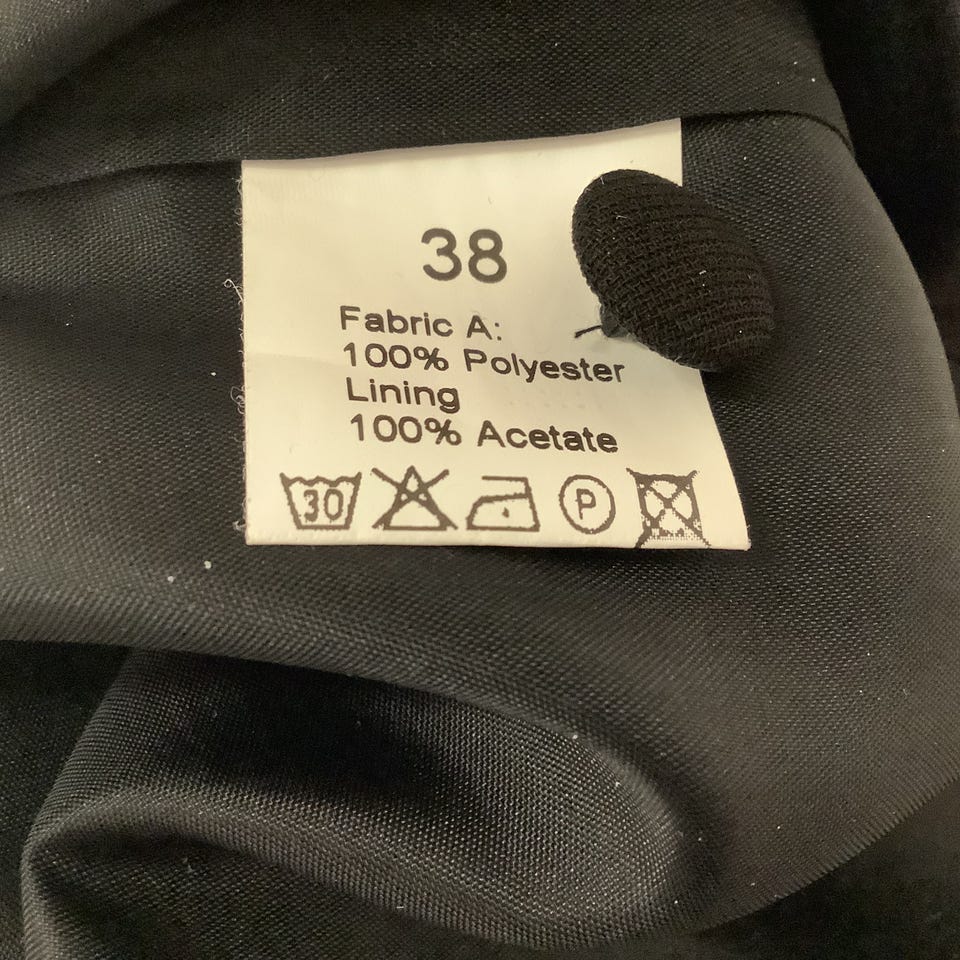 38
Fabric A:
100% Polyester
Lining
100% Acetate
30 P